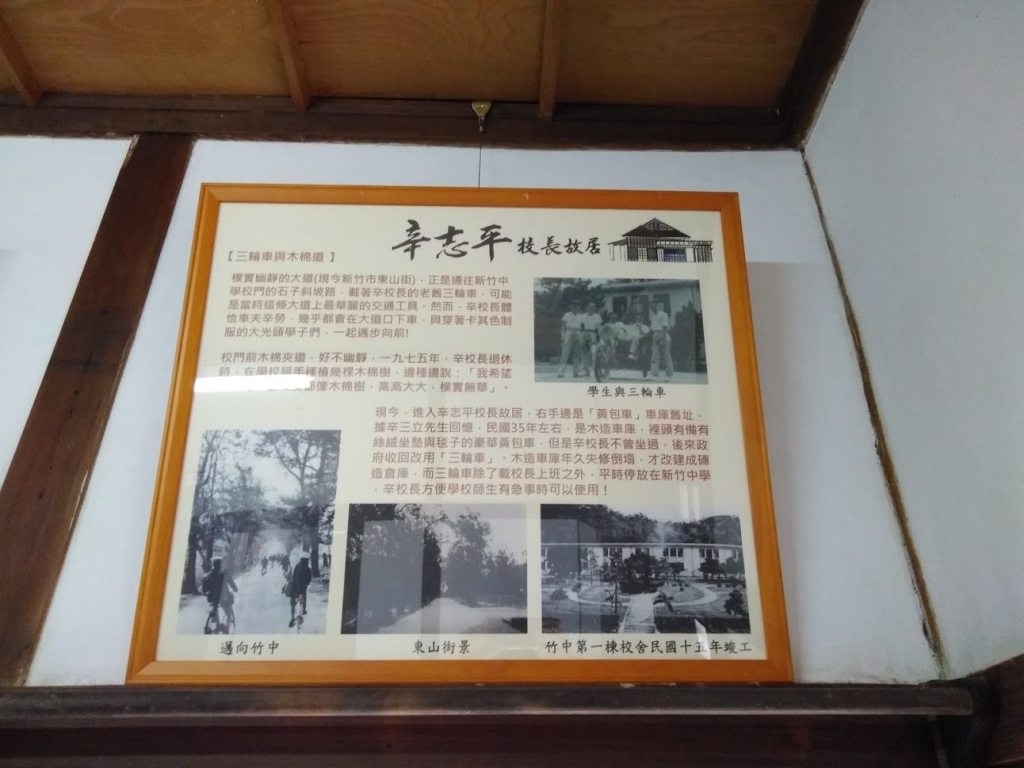 辛志平校長故居
【三輪車與木棉道 】
樸實幽靜的大道(現今新竹市東山街)，正是通往新竹中
學校門的石子斜坡路，載著辛校長的老舊三輪車，可能
是當時這條大道上最華麗的交通工具。然而，辛校長體
恤車夫辛勞，幾乎都會在大道口下車，與穿著卡其色制
服的大光頭學子們，一起邁步向前!
校門前木棉夾道，好不幽靜，一九七五年，辛校長退休
時，在學校親手種植幾棵木棉樹，邊種邊說：「我希望
像木棉樹，高高大大，樸實無華」。
學生與三輪車
現今，進入辛志平校長故居，右手邊是「黃包車」車庫舊址，
據辛三立先生回憶，民國35年左右，是木造車庫，裡頭有備有
絲絨坐墊與毯子的豪華黃包車，但是辛校長不曾坐過，後來政
府收回改用「三輪車」。木造車庫年久失修倒塌，才改建成磚
造倉庫，而三輪車除了載校長上班之外，平時停放在新竹中學
，辛校長方便學校師生有急事時可以使用！
邁向竹中
東山街景
竹中第一棟校舍民國十五年竣工